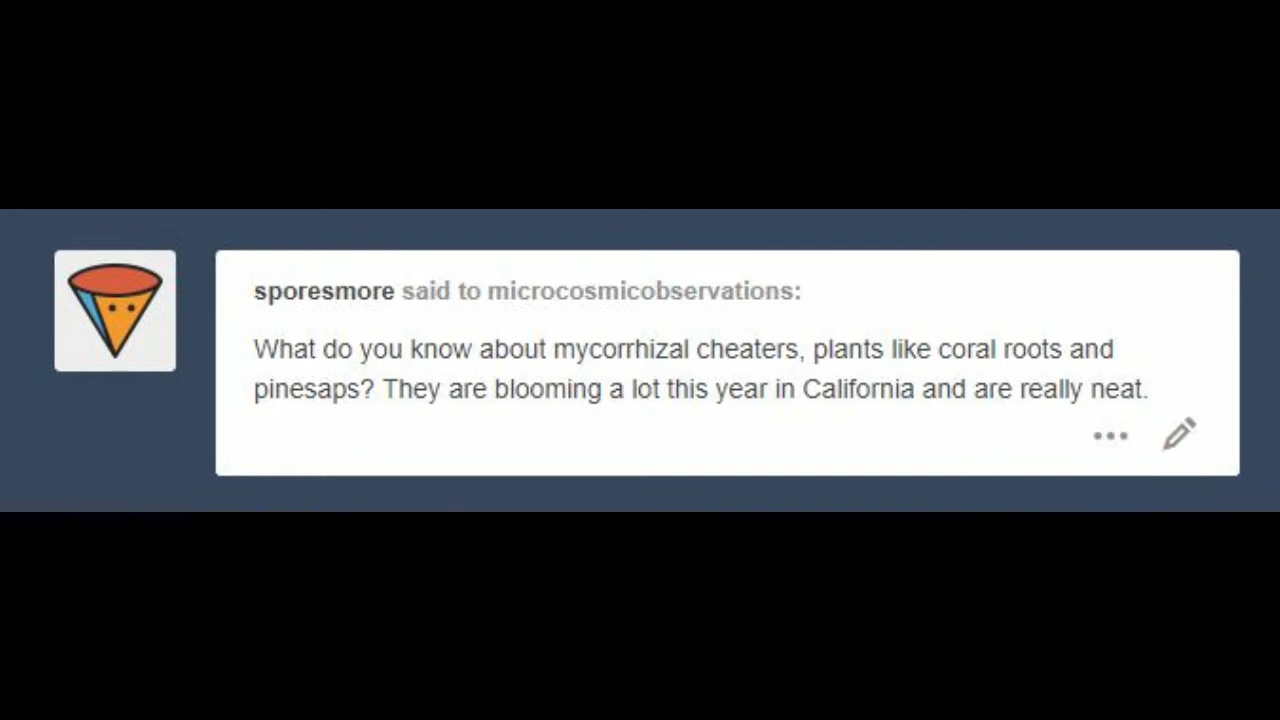 sporesmore said to microcosmicobservations:
What do you know about mycorrhizal cheaters, plants like coral roots and
pinesaps? They are blooming a lot this year in California and are really neat.